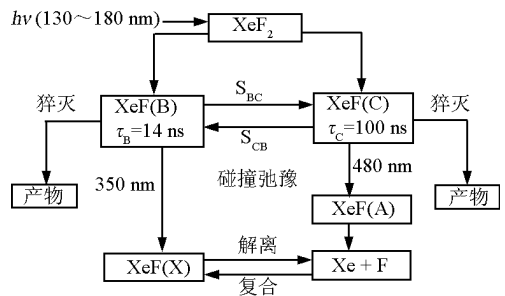 hν (130～180 nm)
XeF₂
猝灭
XeF(B)
τ_B=14 ns
S_BC
S_CB
XeF(C)
τ_C=100 ns
猝灭
产物
350 nm
碰撞弛豫
480 nm
产物
XeF(A)
XeF(X)
解离
复合
Xe + F